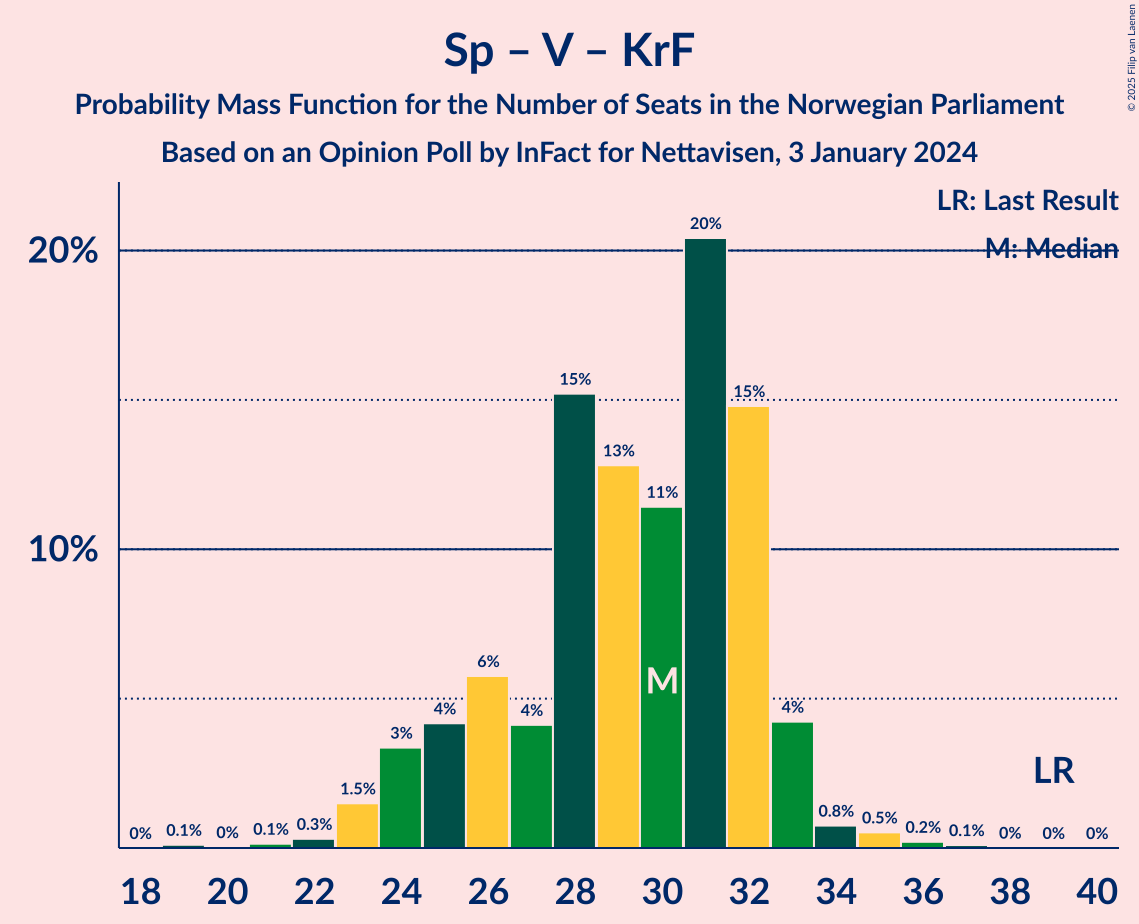 Sp – V – KrF
Probability Mass Function for the Number of Seats in the Norwegian Parliament
Based on an Opinion Poll by InFact for Nettavisen, 3 January 2024
© 2025 Filip van Laenen
LR: Last Result
M: Median
20%
10%
0% 0.1% 0% 0.1% 0.3% 1.5% 3% 4% 6% 4% 15% 13% 11% 20% 15% 4% 0.8% 0.5% 0.2% 0.1% 0% 0% 0%
M
LR
18 20 22 24 26 28 30 32 34 36 38 40